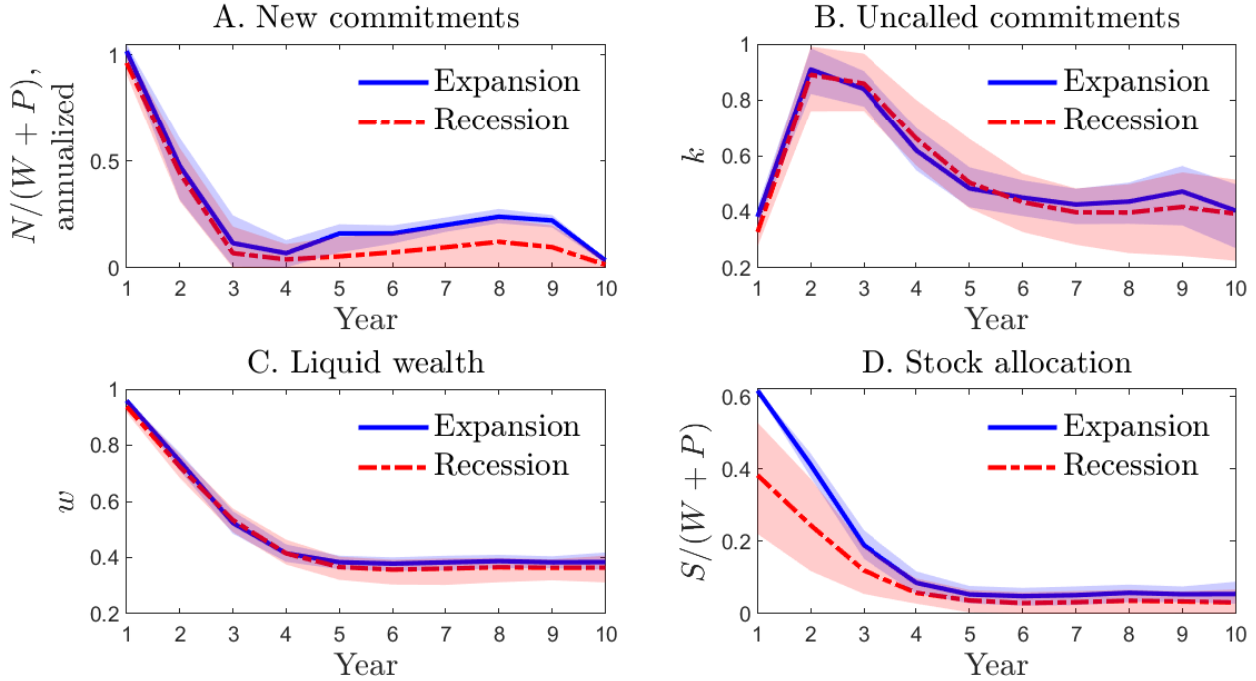 A. New commitments
N/(W + P),
annualized
1
0.5
0
Expansion
Recession
1 2 3 4 5 6 7 8 9 10
Year
B. Uncalled commitments
k
1
0.8
0.6
0.4
0.2
Expansion
Recession
1 2 3 4 5 6 7 8 9 10
Year
C. Liquid wealth
w
1
0.8
0.6
0.4
0.2
Expansion
Recession
1 2 3 4 5 6 7 8 9 10
Year
D. Stock allocation
S/(W + P)
0.6
0.4
0.2
0
Expansion
Recession
1 2 3 4 5 6 7 8 9 10
Year